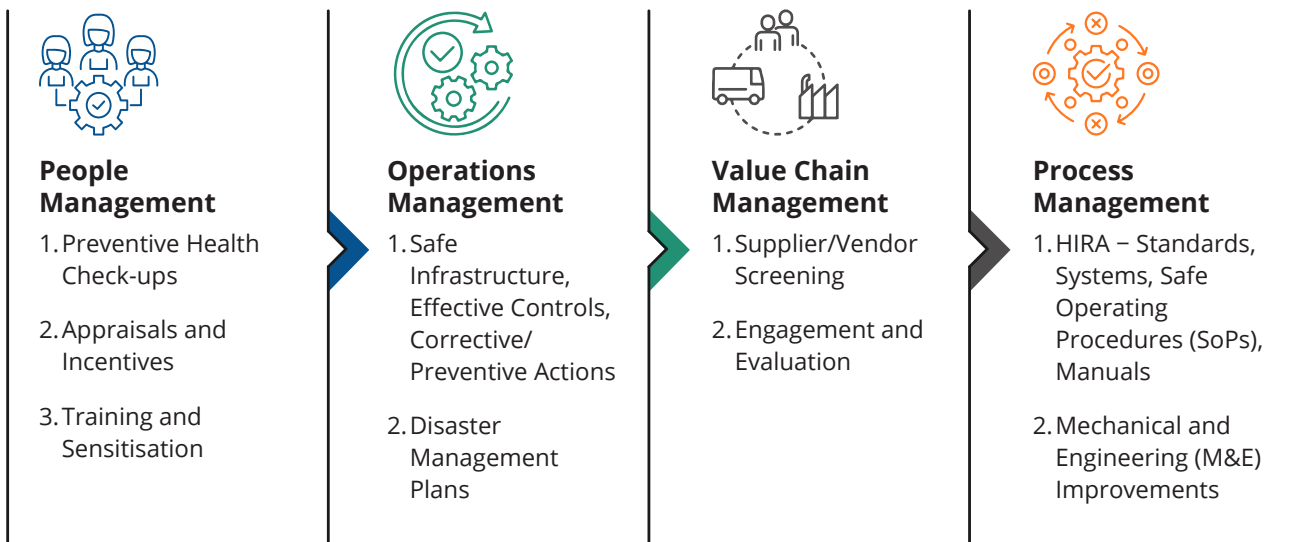 People
Management
1. Preventive Health
Check-ups
2. Appraisals and
Incentives
3. Training and
Sensitisation
Operations
Management
1. Safe
Infrastructure,
Effective Controls,
Corrective/
Preventive Actions
2. Disaster
Management
Plans
Value Chain
Management
1. Supplier/Vendor
Screening
2. Engagement and
Evaluation
Process
Management
1. HIRA – Standards,
Systems, Safe
Operating
Procedures (SoPs),
Manuals
2. Mechanical and
Engineering (M&E)
Improvements